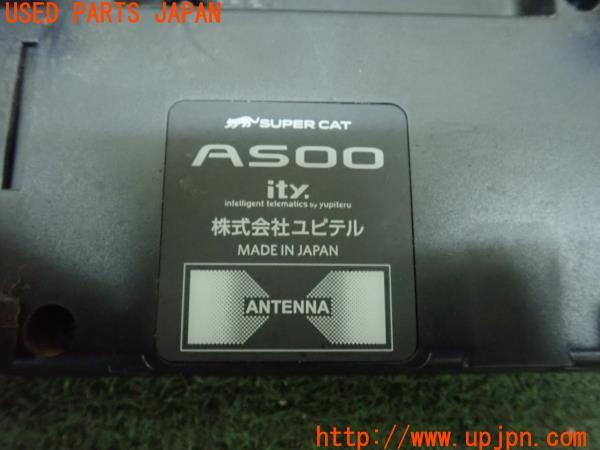 USED PARTS JAPAN
SUPER CAT
A500
ity.
intelligent telematics by yupiteru
株式会社ユピテル
MADE IN JAPAN
ANTENNA
http://www.upjpn.com/